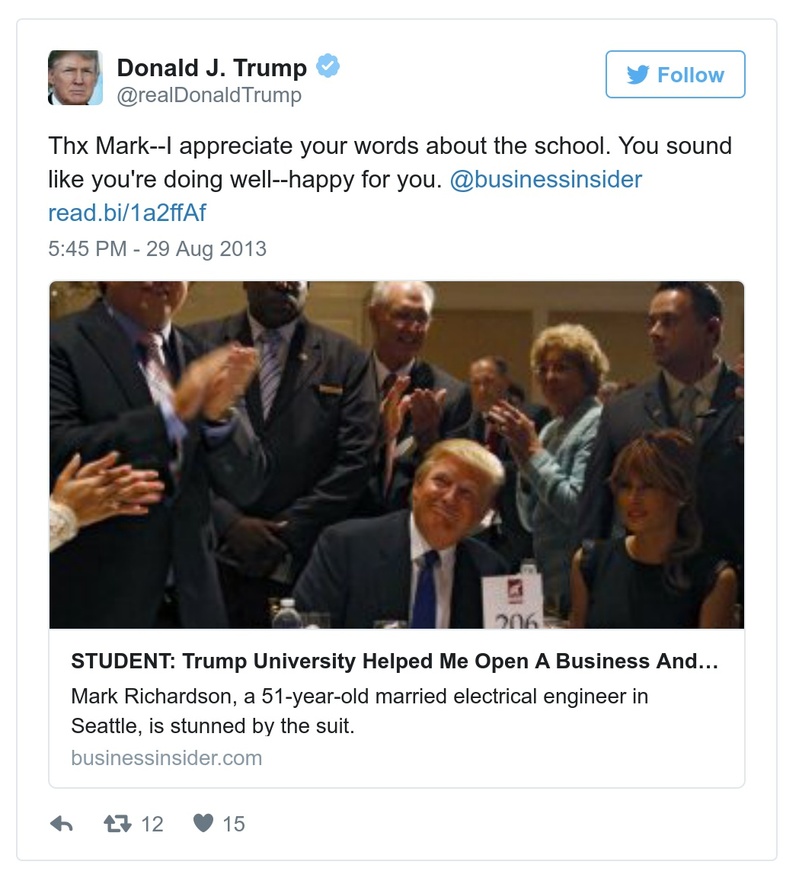 Donald J. Trump
@realDonaldTrump
Follow
Thx Mark--I appreciate your words about the school. You sound
like you're doing well--happy for you. @businessinsider
read.bi/1a2ffAf
5:45 PM - 29 Aug 2013
206
STUDENT: Trump University Helped Me Open A Business And…
Mark Richardson, a 51-year-old married electrical engineer in
Seattle, is stunned by the suit.
businessinsider.com
12 15